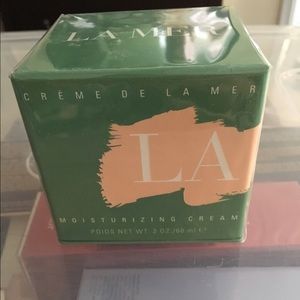 LA MER
CRÈME DE LA MER
LA
MOISTURIZING CREAM
POIDS NET WT. 2 OZ./60 ml ℮